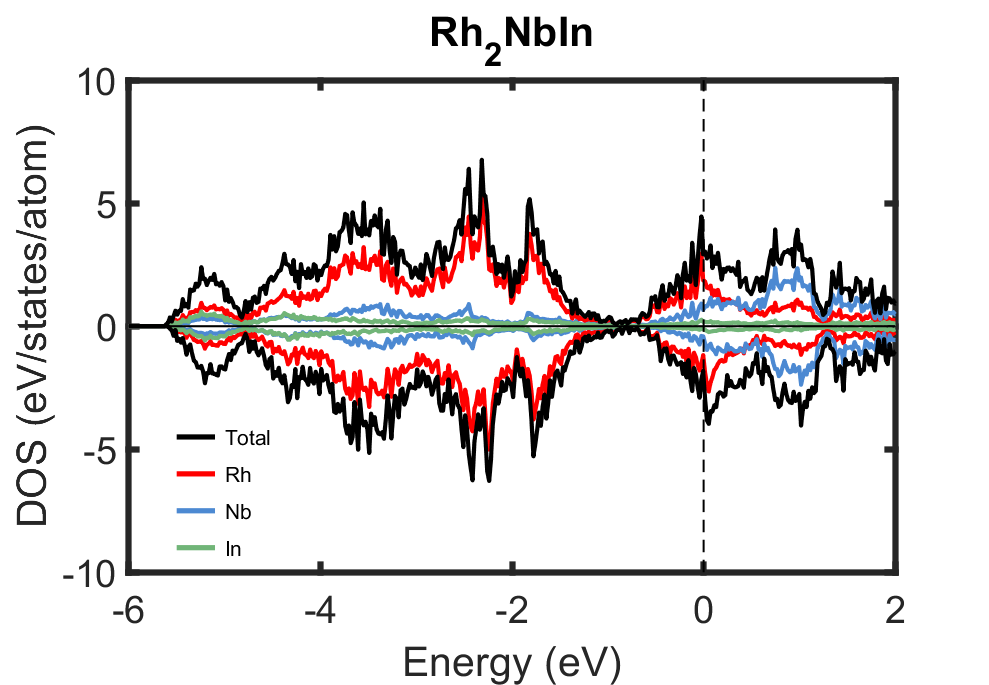 Rh₂NbIn
DOS (eV/states/atom)
10
5
0
-5
-10
Total
Rh
Nb
In
-6 -4 -2 0 2
Energy (eV)